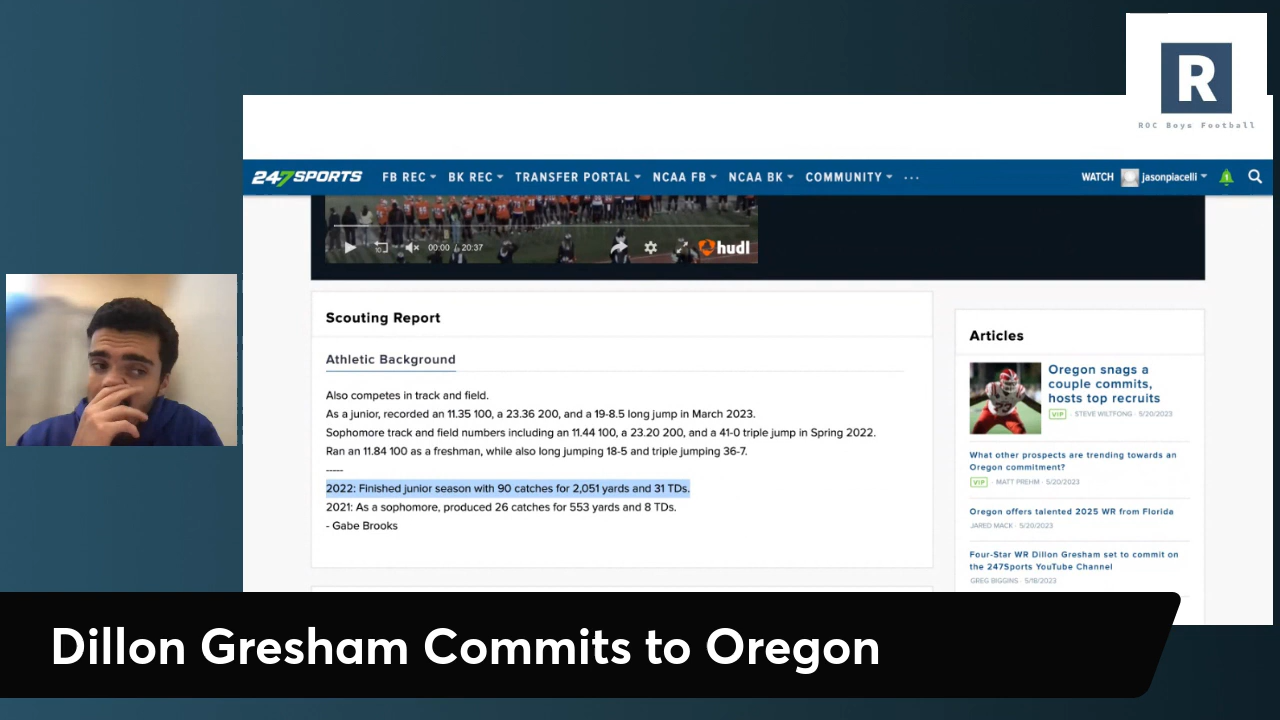 R
ROC Boys Football
247SPORTS FB REC BK REC TRANSFER PORTAL NCAA FB NCAA BK COMMUNITY ... WATCH jasonpiacelli 1
10 00:00 / 20:37 hudl
Scouting Report
Athletic Background
Also competes in track and field.
As a junior, recorded an 11.35 100, a 23.36 200, and a 19-8.5 long jump in March 2023.
Sophomore track and field numbers including an 11.44 100, a 23.20 200, and a 41-0 triple jump in Spring 2022.
Ran an 11.84 100 as a freshman, while also long jumping 18-5 and triple jumping 36-7.
-----
2022: Finished junior season with 90 catches for 2,051 yards and 31 TDs.
2021: As a sophomore, produced 26 catches for 553 yards and 8 TDs.
- Gabe Brooks
Articles
Oregon snags a
couple commits,
hosts top recruits
VIP · STEVE WILTFONG · 5/20/2023
What other prospects are trending towards an
Oregon commitment?
VIP · MATT PREHM · 5/20/2023
Oregon offers talented 2025 WR from Florida
JARED MACK · 5/20/2023
Four-Star WR Dillon Gresham set to commit on
the 247Sports YouTube Channel
GREG BIGGINS · 5/18/2023
Dillon Gresham Commits to Oregon